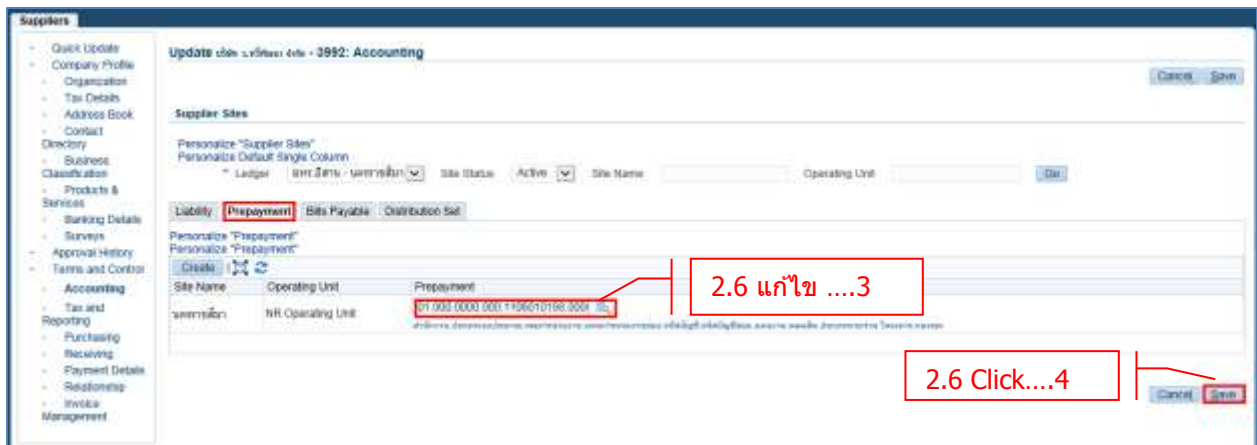 Suppliers
Quick Update
Company Profile
Organization
Tax Details
Address Book
Contact
Directory
Business
Classification
Products &
Services
Banking Details
Surveys
Approval History
Terms and Control
Accounting
Tax and
Reporting
Purchasing
Receiving
Payment Details
Relationship
Invoice
Management
Update - 3992: Accounting
Cancel Save
Supplier Sites
Personalize "Supplier Sites"
Personalize Default Single Column
* Ledger Site Status Active Site Name Operating Unit Go
Liability Prepayment Bills Payable Distribution Set
Personalize "Prepayment"
Personalize "Prepayment"
Create
Site Name Operating Unit Prepayment
NR Operating Unit
2.6 แก้ไข ....3
2.6 Click....4
Cancel Save